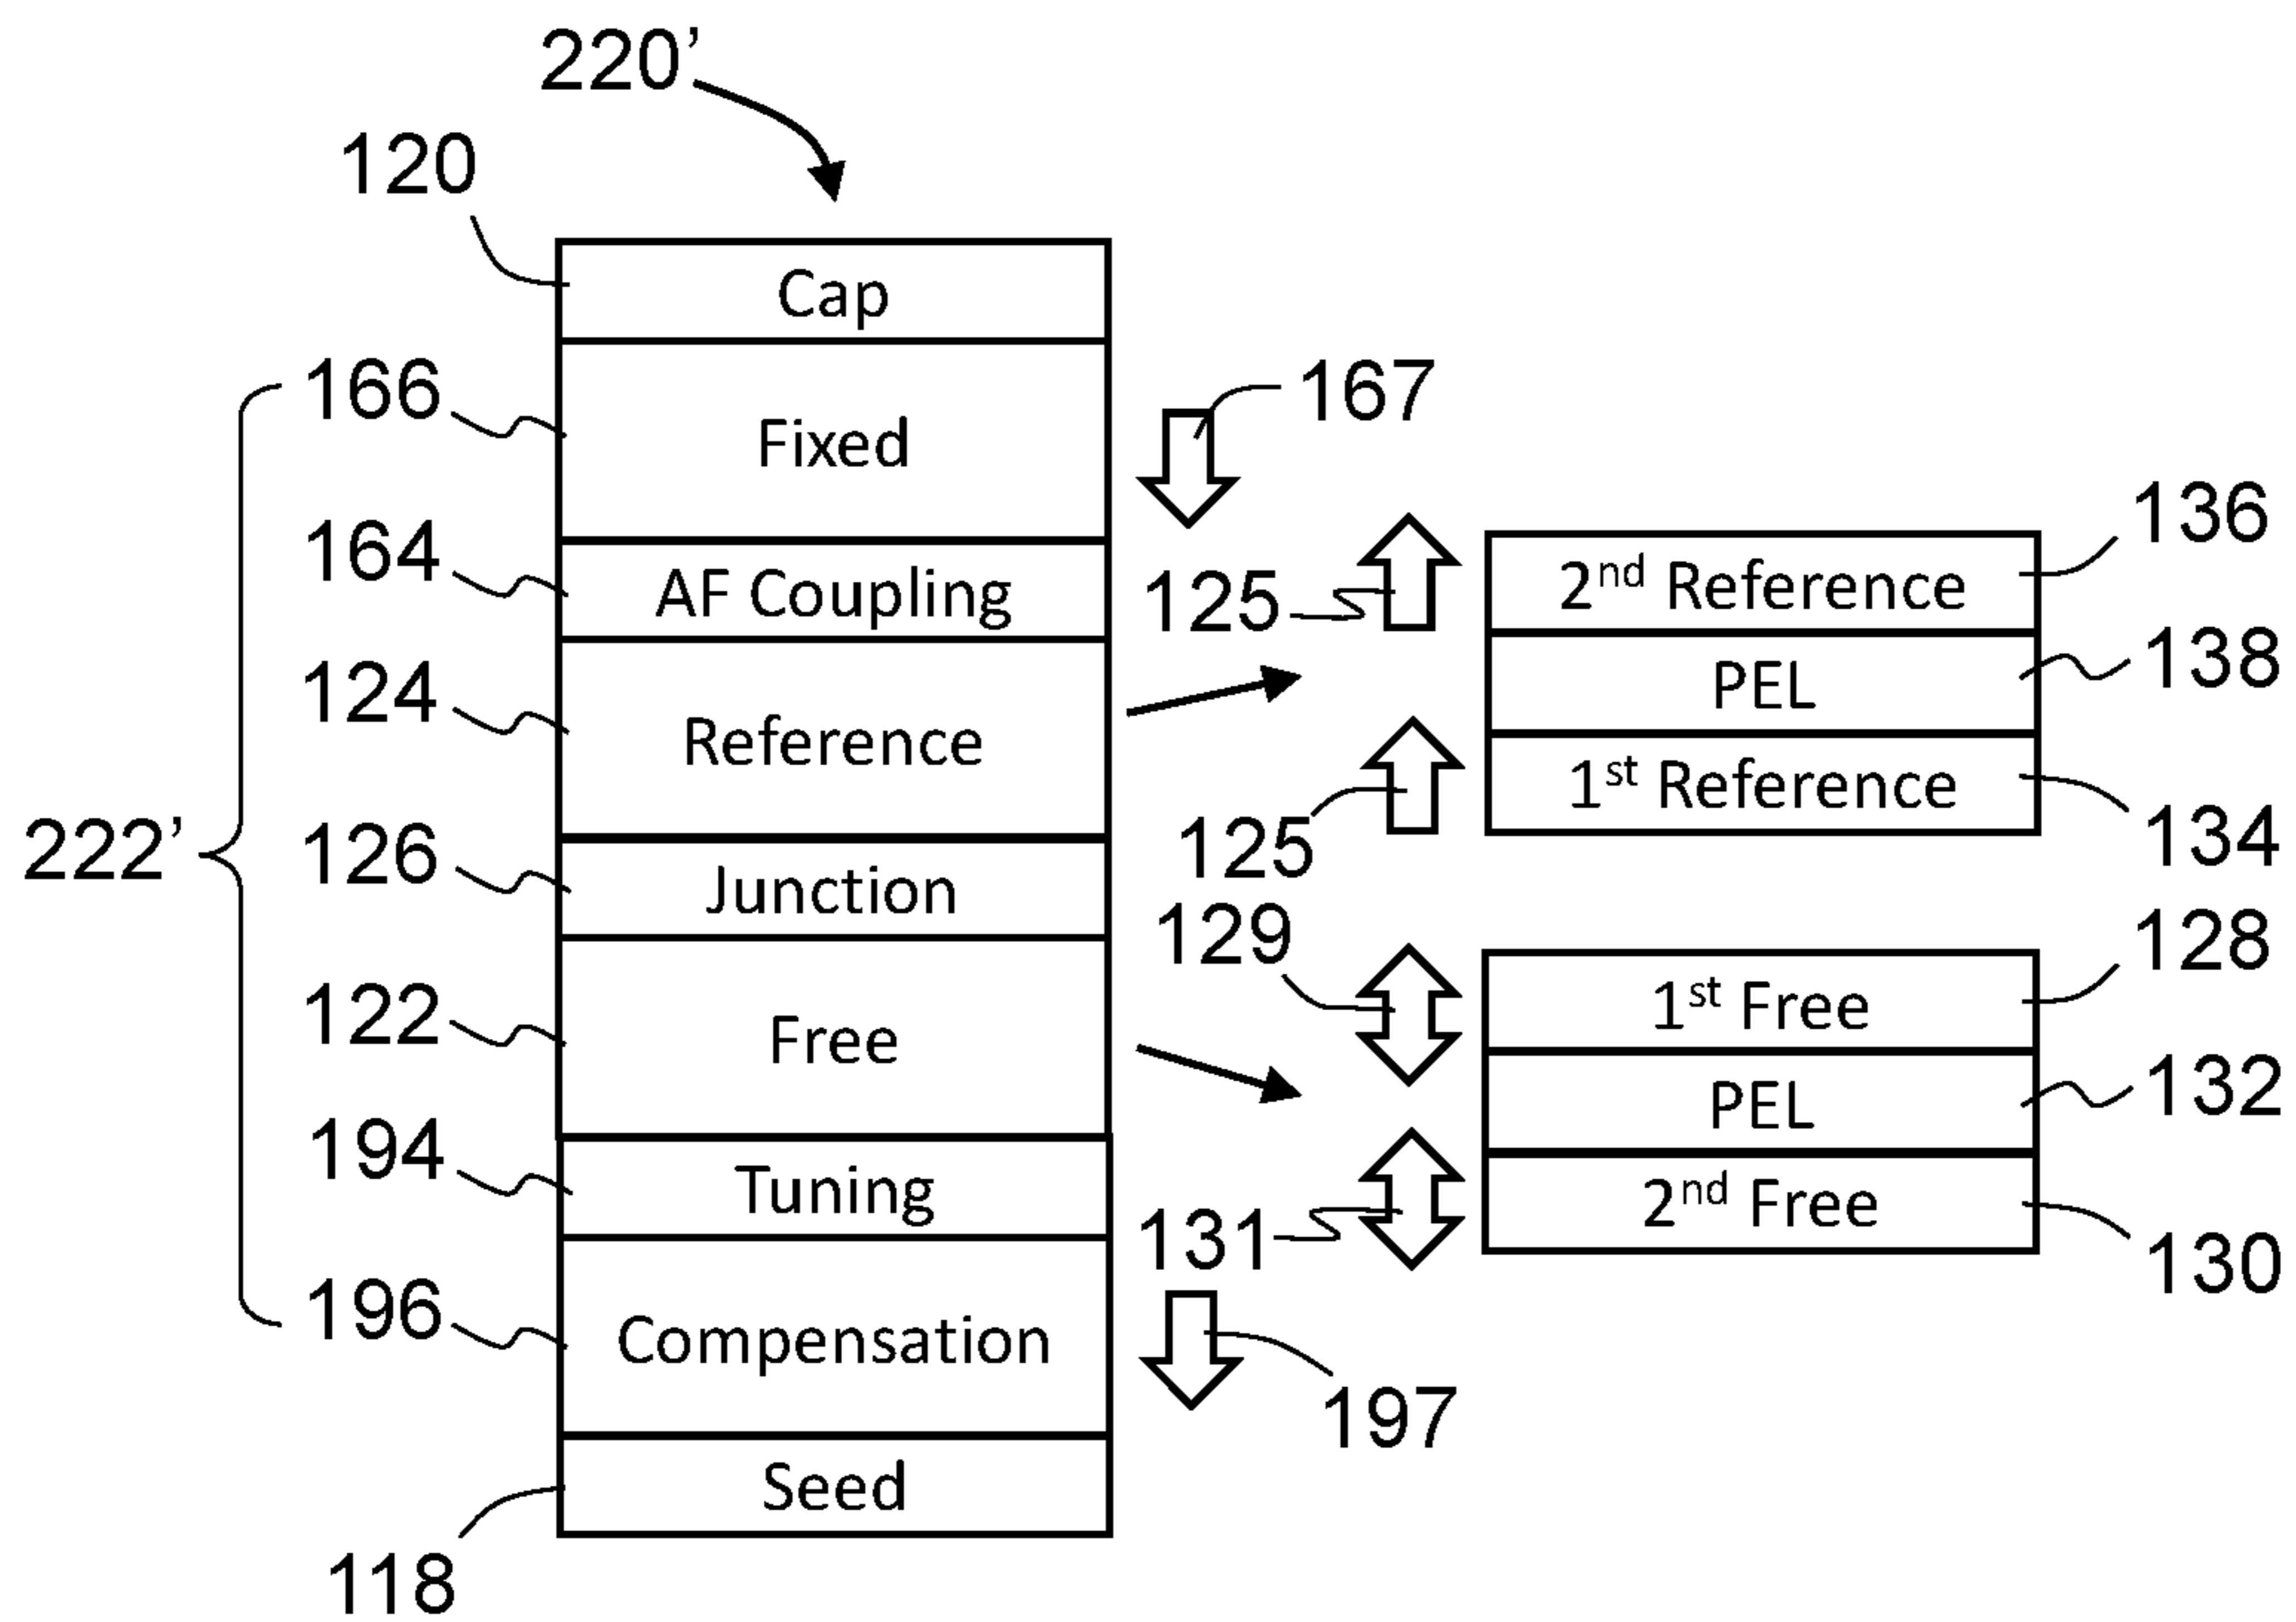 220’
120
Cap
166
Fixed
167
164
AF Coupling
125
2nd Reference
136
124
Reference
PEL
138
125
1st Reference
134
222’
126
Junction
129
1st Free
128
122
Free
PEL
132
194
Tuning
131
2nd Free
130
196
Compensation
197
Seed
118